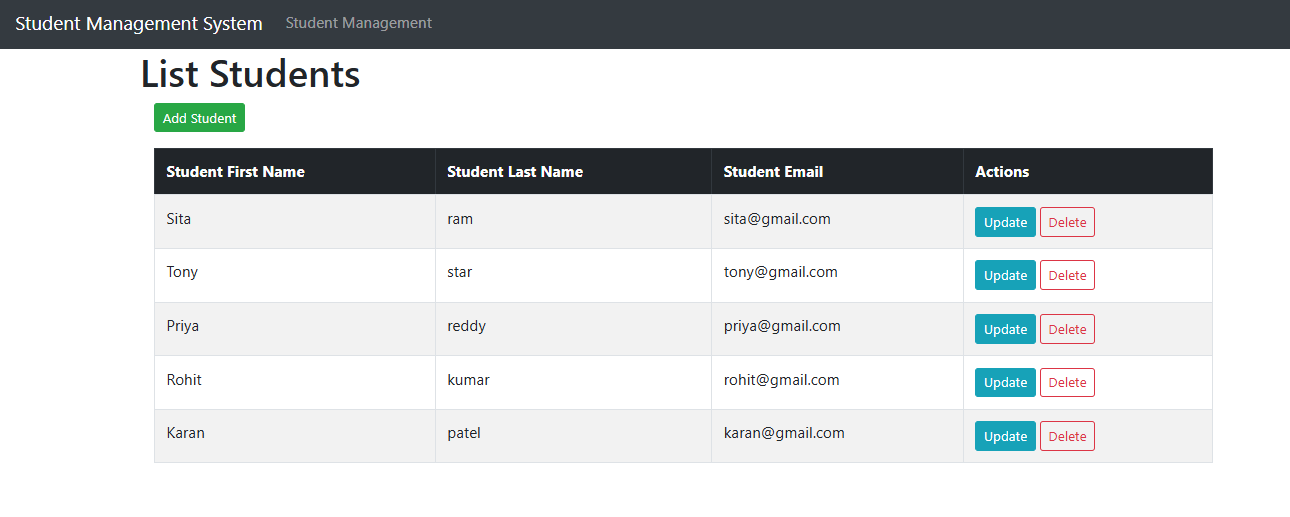 Student Management System Student Management
List Students
Add Student
Student First Name Student Last Name Student Email Actions
Sita ram sita@gmail.com Update Delete
Tony star tony@gmail.com Update Delete
Priya reddy priya@gmail.com Update Delete
Rohit kumar rohit@gmail.com Update Delete
Karan patel karan@gmail.com Update Delete